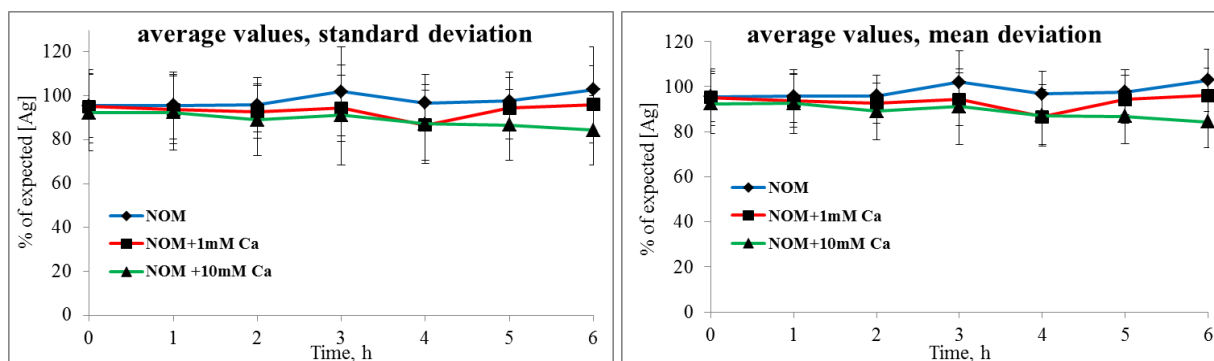 average values, standard deviation
% of expected [Ag]
120
100
80
60
40
20
0
NOM
NOM+1mM Ca
NOM +10mM Ca
0 1 2 3 4 5 6
Time, h
average values, mean deviation
% of expected [Ag]
120
100
80
60
40
20
0
NOM
NOM+1mM Ca
NOM+10mM Ca
0 1 2 3 4 5 6
Time, h